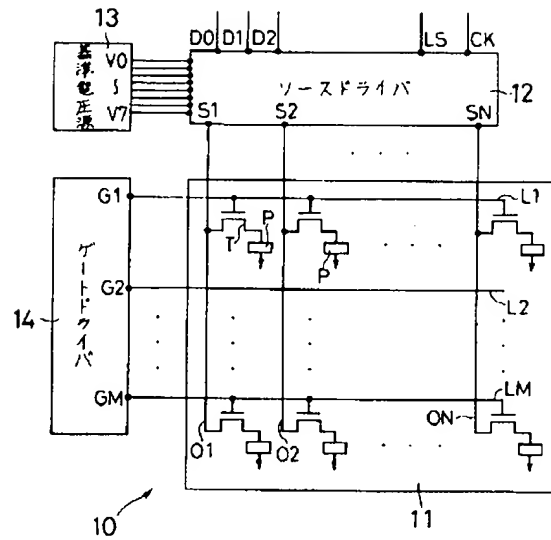 13
D0 D1 D2 LS CK
基準電圧源
V0
〜
V7
ソースドライバ
12
S1 S2 SN
. . . .
G1
L1
T
P
P
ゲートドライバ
14
G2
L2
GM
LM
O1
O2
ON
10
11